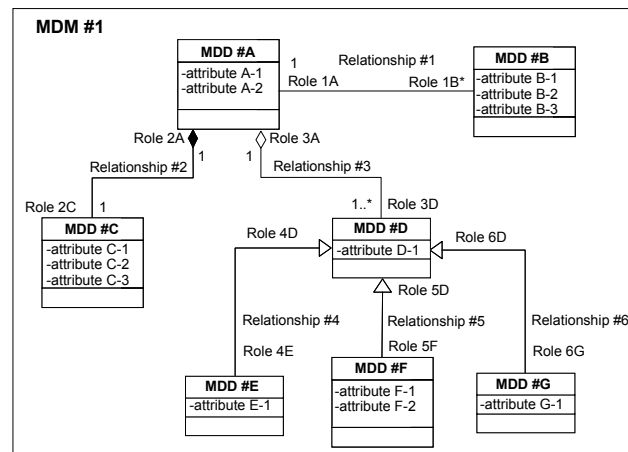 MDM #1
MDD #A
-attribute A-1
-attribute A-2
1
Relationship #1
Role 1A
Role 1B*
MDD #B
-attribute B-1
-attribute B-2
-attribute B-3
Role 2A
Role 3A
1
1
Relationship #2
Relationship #3
Role 2C
1
1..*
Role 3D
MDD #C
-attribute C-1
-attribute C-2
-attribute C-3
MDD #D
-attribute D-1
Role 4D
Role 6D
Role 5D
Relationship #4
Relationship #5
Relationship #6
Role 4E
Role 5F
Role 6G
MDD #E
-attribute E-1
MDD #F
-attribute F-1
-attribute F-2
MDD #G
-attribute G-1